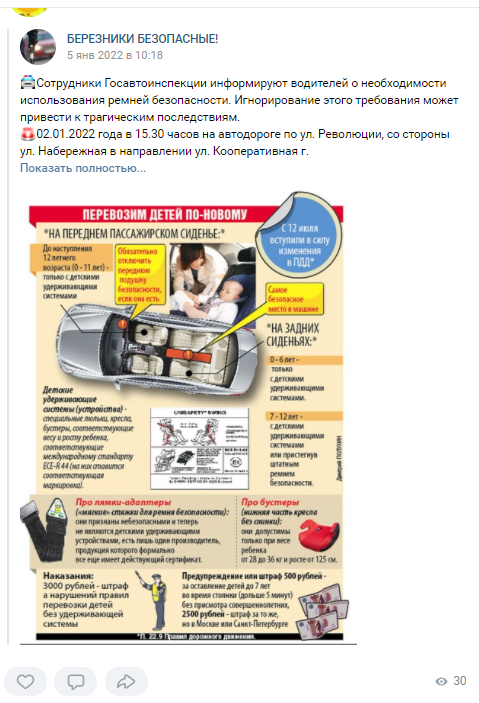 БЕРЕЗНИКИ БЕЗОПАСНЫЕ!
5 янв 2022 в 10:18
Сотрудники Госавтоинспекции информируют водителей о необходимости
использования ремней безопасности. Игнорирование этого требования может
привести к трагическим последствиям.
02.01.2022 года в 15.30 часов на автодороге по ул. Революции, со стороны
ул. Набережная в направлении ул. Кооперативная г.
Показать полностью...
ПЕРЕВОЗИМ ДЕТЕЙ ПО-НОВОМУ
С 12 июля
вступили в силу
изменения
в ПДД*
*НА ПЕРЕДНЕМ ПАССАЖИРСКОМ СИДЕНЬЕ:*
До наступления
12 летнего
возраста (0 - 11 лет) -
только с детскими
удерживающими
системами
Обязательно
отключить
переднюю
подушку
безопасности,
если она есть
Самое
безопасное
место в машине
*НА ЗАДНИХ
СИДЕНЬЯХ:*
0 - 6 лет -
только
с детскими
удерживающими
системами.
7 - 12 лет -
с детскими
удерживающими
системами
или пристегнув
штатным
ремнем
безопасности.
Детские
удерживающие
системы (устройства) -
специальные люльки, кресла,
бустеры, соответствующие
весу и росту ребенка,
соответствующие
международному стандарту
ECE-R 44 (на них ставится
соответствующая
маркировка).
UNISAFETY SWING
Про лямки-адаптеры
(«мягкие» стяжки для ремня безопасности):
они признаны небезопасными и теперь
не являются детскими удерживающими
устройствами, есть лишь один производитель,
продукция которого формально
все еще имеет действующий сертификат.
Про бустеры
(нижняя часть кресла
без спинки):
они допустимы
только при весе
ребенка
от 28 до 36 кг и росте от 125 см.
Наказания:
3000 рублей - штраф
а нарушений правил
перевозки детей
без удерживающей
системы
Предупреждение или штраф 500 рублей -
за оставление детей до 7 лет
во время стоянки (дольше 5 минут)
без присмотра совершеннолетних,
2500 рублей - штраф за то же,
но в Москве или Санкт-Петербурге
*П. 22.9 Правил дорожного движения.
30